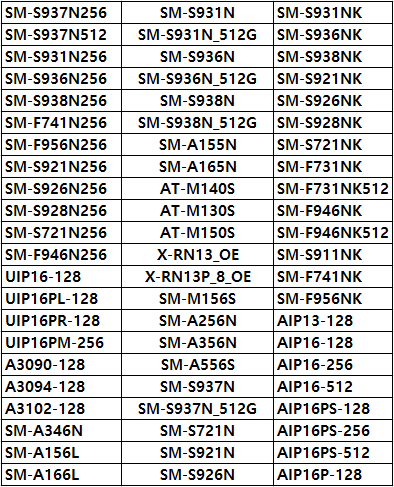 SM-S937N256 SM-S931N SM-S931NK
SM-S937N512 SM-S931N_512G SM-S936NK
SM-S931N256 SM-S936N SM-S938NK
SM-S936N256 SM-S936N_512G SM-S921NK
SM-S938N256 SM-S938N SM-S926NK
SM-F741N256 SM-S938N_512G SM-S928NK
SM-F956N256 SM-A155N SM-S721NK
SM-S921N256 SM-A165N SM-F731NK
SM-S926N256 AT-M140S SM-F731NK512
SM-S928N256 AT-M130S SM-F946NK
SM-S721N256 AT-M150S SM-F946NK512
SM-F946N256 X-RN13_OE SM-S911NK
UIP16-128 X-RN13P_8_OE SM-F741NK
UIP16PL-128 SM-M156S SM-F956NK
UIP16PR-128 SM-A256N AIP13-128
UIP16PM-256 SM-A356N AIP16-128
A3090-128 SM-A556S AIP16-256
A3094-128 SM-S937N AIP16-512
A3102-128 SM-S937N_512G AIP16PS-128
SM-A346N SM-S721N AIP16PS-256
SM-A156L SM-S921N AIP16PS-512
SM-A166L SM-S926N AIP16P-128